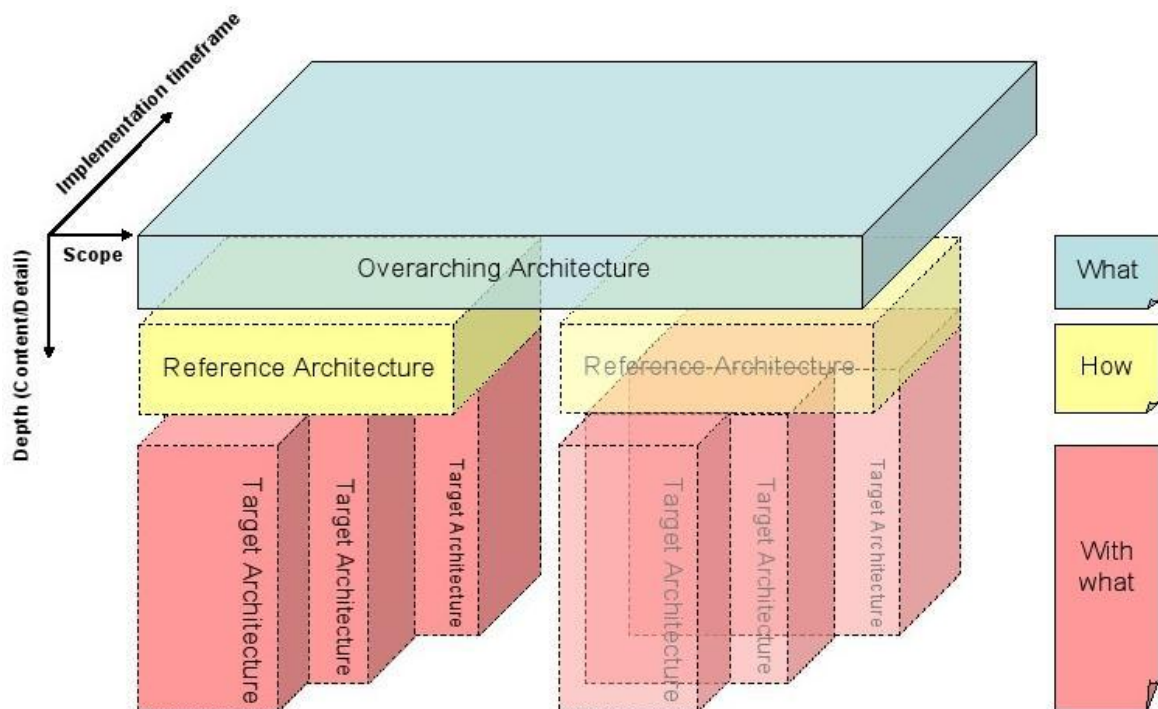 Implementation timeframe
Scope
Depth (Content/Detail)
Overarching Architecture
What
Reference Architecture
Reference Architecture
How
Target Architecture
Target Architecture
Target Architecture
Target Architecture
Target Architecture
Target Architecture
With
what